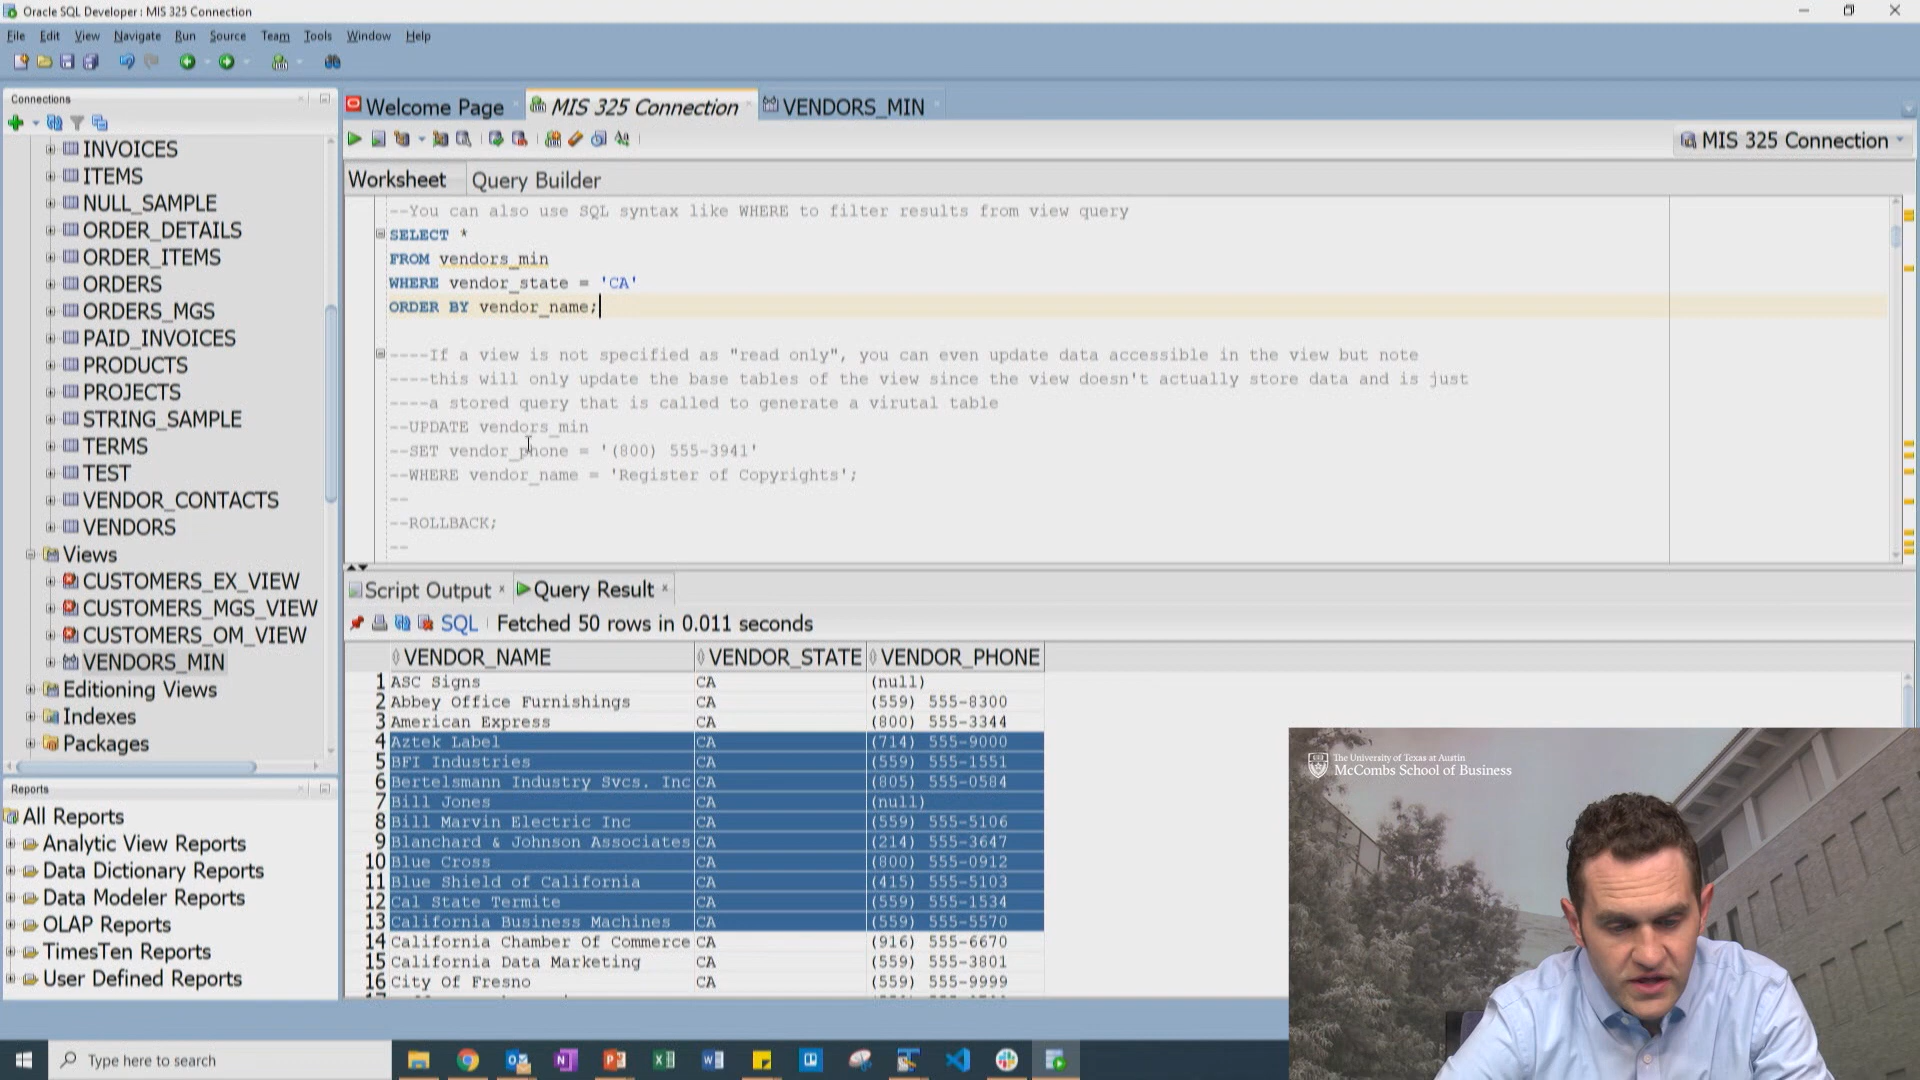 Oracle SQL Developer : MIS 325 Connection
File Edit View Navigate Run Source Team Tools Window Help
Connections
INVOICES
ITEMS
NULL_SAMPLE
ORDER_DETAILS
ORDER_ITEMS
ORDERS
ORDERS_MGS
PAID_INVOICES
PRODUCTS
PROJECTS
STRING_SAMPLE
TERMS
TEST
VENDOR_CONTACTS
VENDORS
Views
CUSTOMERS_EX_VIEW
CUSTOMERS_MGS_VIEW
CUSTOMERS_OM_VIEW
VENDORS_MIN
Editioning Views
Indexes
Packages
Reports
All Reports
Analytic View Reports
Data Dictionary Reports
Data Modeler Reports
OLAP Reports
TimesTen Reports
User Defined Reports
Welcome Page MIS 325 Connection VENDORS_MIN
MIS 325 Connection
Worksheet Query Builder
--You can also use SQL syntax like WHERE to filter results from view query
SELECT *
FROM vendors_min
WHERE vendor_state = 'CA'
ORDER BY vendor_name;
----If a view is not specified as "read only", you can even update data accessible in the view but note
----this will only update the base tables of the view since the view doesn't actually store data and is just
----a stored query that is called to generate a virutal table
--UPDATE vendors_min
--SET vendor_phone = '(800) 555-3941'
--WHERE vendor_name = 'Register of Copyrights';
--
--ROLLBACK;
--
Script Output × Query Result ×
SQL Fetched 50 rows in 0.011 seconds
VENDOR_NAME VENDOR_STATE VENDOR_PHONE
1 ASC Signs CA (null)
2 Abbey Office Furnishings CA (559) 555-8300
3 American Express CA (800) 555-3344
4 Aztek Label CA (714) 555-9000
5 BFI Industries CA (559) 555-1551
6 Bertelsmann Industry Svcs. Inc CA (805) 555-0584
7 Bill Jones CA (null)
8 Bill Marvin Electric Inc CA (559) 555-5106
9 Blanchard & Johnson Associates CA (214) 555-3647
10 Blue Cross CA (800) 555-0912
11 Blue Shield of California CA (415) 555-5103
12 Cal State Termite CA (559) 555-1534
13 California Business Machines CA (559) 555-5570
14 California Chamber Of Commerce CA (916) 555-6670
15 California Data Marketing CA (559) 555-3801
16 City Of Fresno CA (559) 555-9999
The University of Texas at Austin
McCombs School of Business
Type here to search